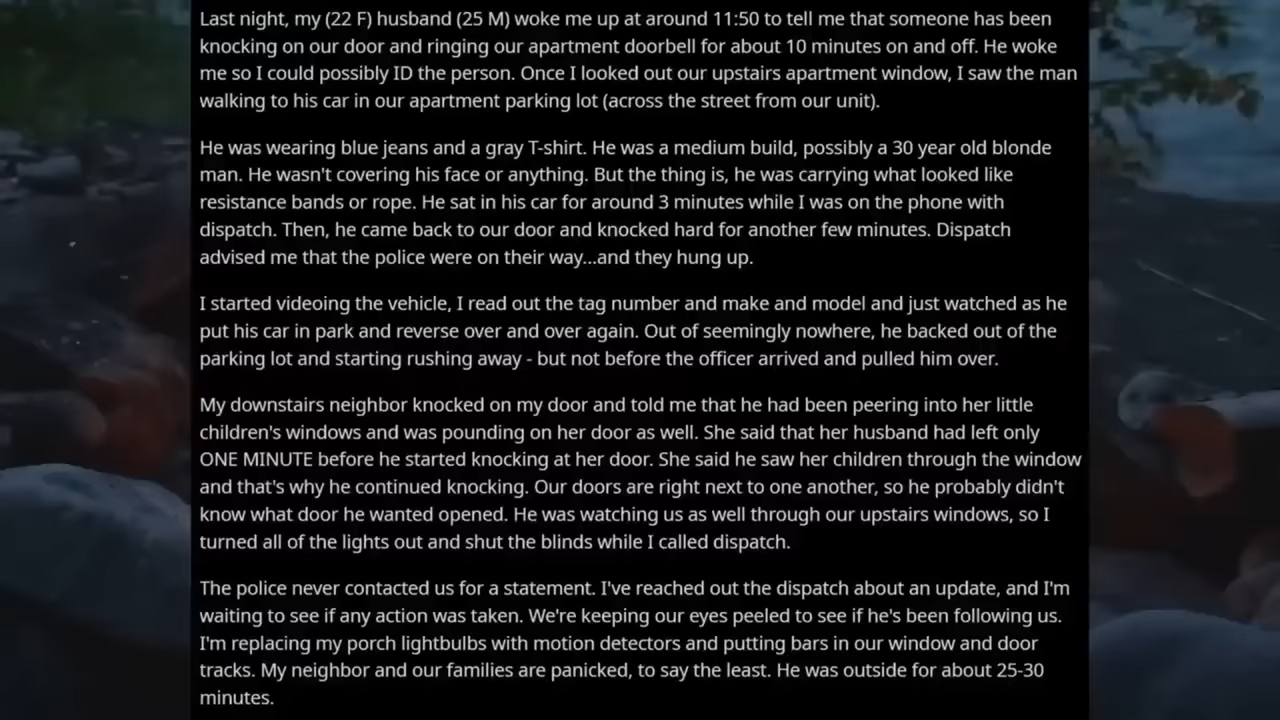 Last night, my (22 F) husband (25 M) woke me up at around 11:50 to tell me that someone has been
knocking on our door and ringing our apartment doorbell for about 10 minutes on and off. He woke
me so I could possibly ID the person. Once I looked out our upstairs apartment window, I saw the man
walking to his car in our apartment parking lot (across the street from our unit).
He was wearing blue jeans and a gray T-shirt. He was a medium build, possibly a 30 year old blonde
man. He wasn't covering his face or anything. But the thing is, he was carrying what looked like
resistance bands or rope. He sat in his car for around 3 minutes while I was on the phone with
dispatch. Then, he came back to our door and knocked hard for another few minutes. Dispatch
advised me that the police were on their way...and they hung up.
I started videoing the vehicle, I read out the tag number and make and model and just watched as he
put his car in park and reverse over and over again. Out of seemingly nowhere, he backed out of the
parking lot and starting rushing away - but not before the officer arrived and pulled him over.
My downstairs neighbor knocked on my door and told me that he had been peering into her little
children's windows and was pounding on her door as well. She said that her husband had left only
ONE MINUTE before he started knocking at her door. She said he saw her children through the window
and that's why he continued knocking. Our doors are right next to one another, so he probably didn't
know what door he wanted opened. He was watching us as well through our upstairs windows, so I
turned all of the lights out and shut the blinds while I called dispatch.
The police never contacted us for a statement. I've reached out the dispatch about an update, and I'm
waiting to see if any action was taken. We're keeping our eyes peeled to see if he's been following us.
I'm replacing my porch lightbulbs with motion detectors and putting bars in our window and door
tracks. My neighbor and our families are panicked, to say the least. He was outside for about 25-30
minutes.